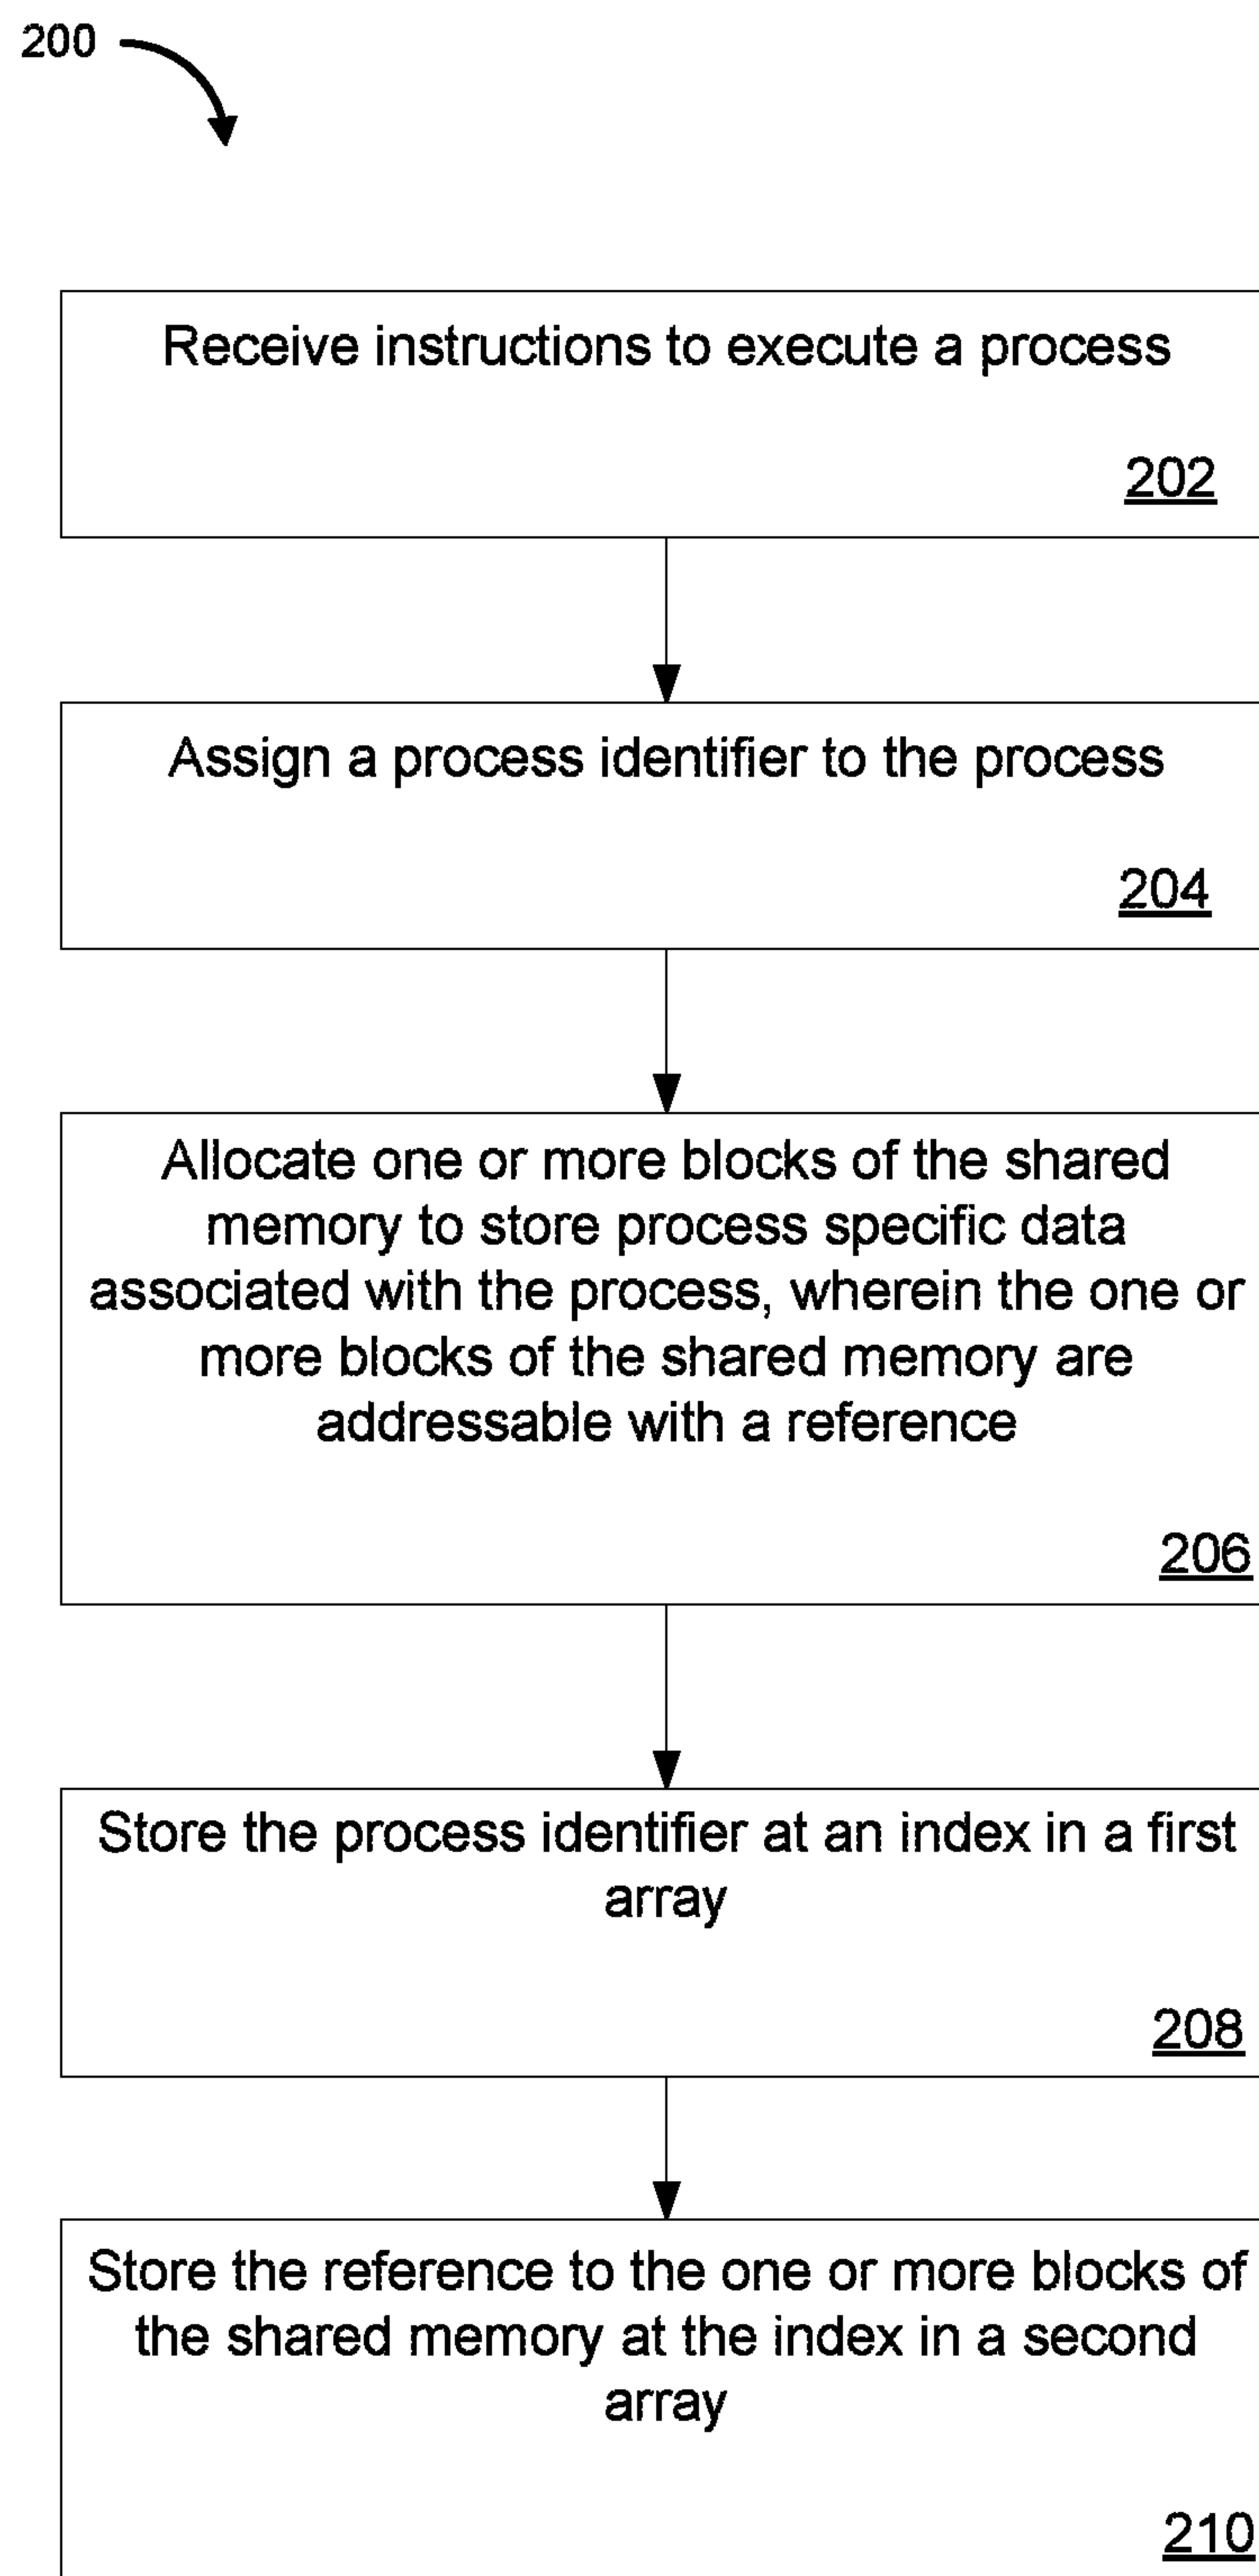 200
Receive instructions to execute a process
202
Assign a process identifier to the process
204
Allocate one or more blocks of the shared
memory to store process specific data
associated with the process, wherein the one or
more blocks of the shared memory are
addressable with a reference
206
Store the process identifier at an index in a first
array
208
Store the reference to the one or more blocks of
the shared memory at the index in a second
array
210